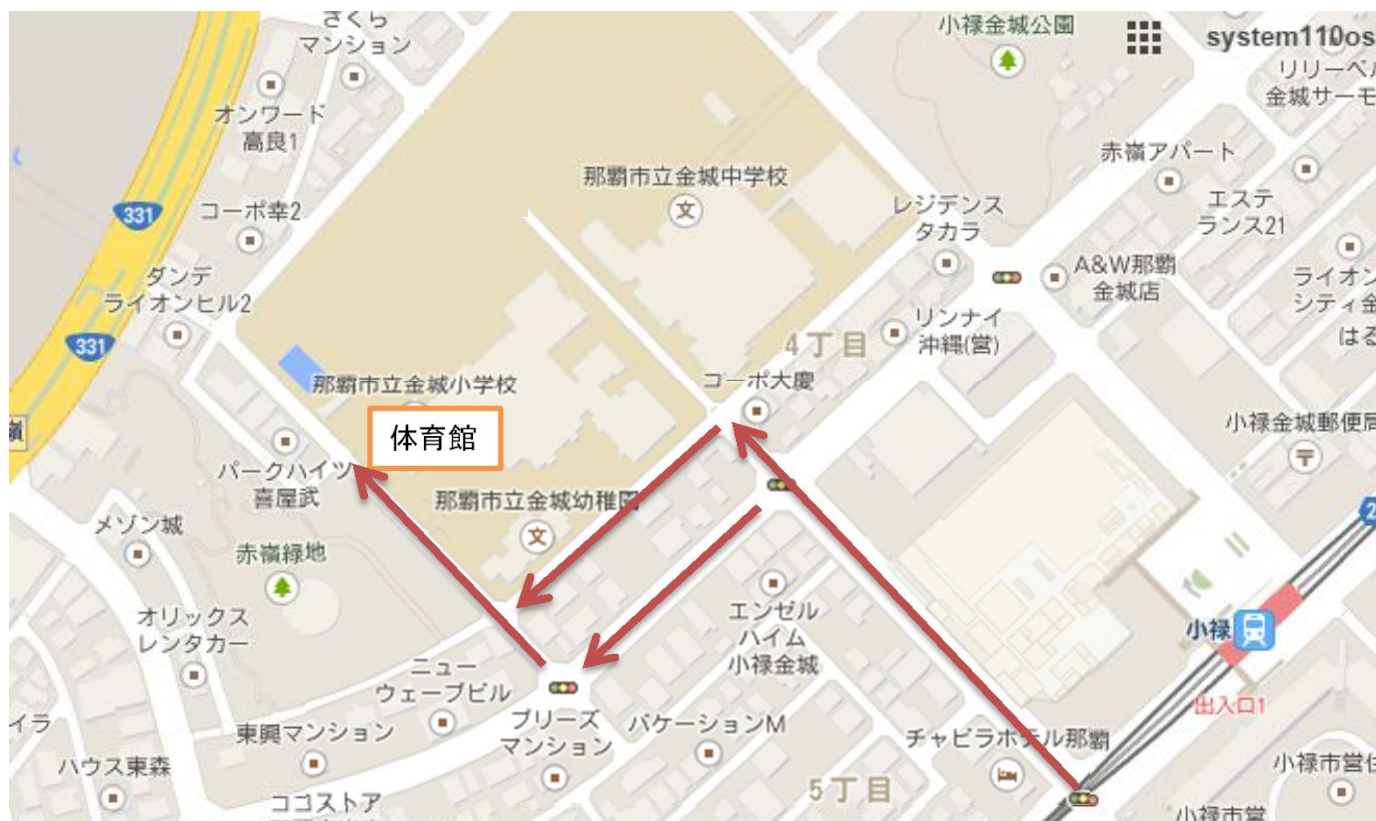 さくら
マンション
小禄金城公園
system110os
リリーベル
金城サーモ
オンワード
高良1
赤嶺アパート
那覇市立金城中学校
文
331
コーポ幸2
レジデンス
タカラ
エステ
テランス21
ダンデ
ライオンヒル2
A&W那覇
金城店
ライオン
シティ金
リンナイ
沖縄(営)
はる
331
4丁目
那覇市立金城小学校
コーポ大慶
嶺
体育館
小禄金城郵便局
パークハイツ
喜屋武
那覇市立金城幼稚園
文
メゾン城
赤嶺緑地
2
オリックス
レンタカー
エンゼル
ハイム
小禄金城
小禄
ニュー
ウェーブビル
出入口1
イラ
東興マンション
ブリーズ
マンション
バケーションM
チャビラホテル那覇
ハウス東森
5丁目
小禄市営住
ココストア
小禄市営